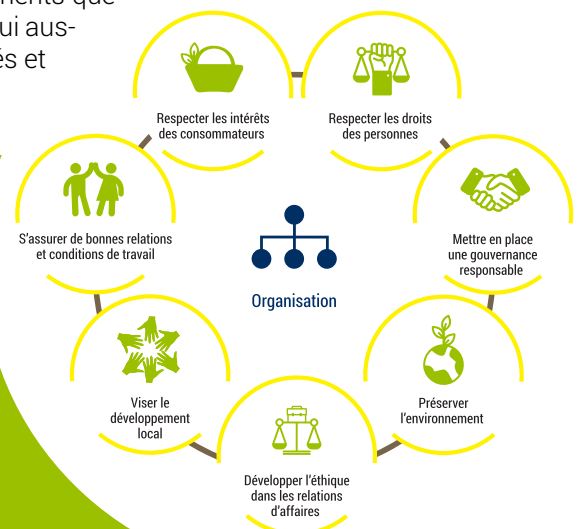 ments que
ui aus-
és et
Respecter les intérêts
des consommateurs
Respecter les droits
des personnes
S'assurer de bonnes relations
et conditions de travail
Mettre en place
une gouvernance
responsable
Organisation
Viser le
développement
local
Préserver
l'environnement
Développer l'éthique
dans les relations
d'affaires